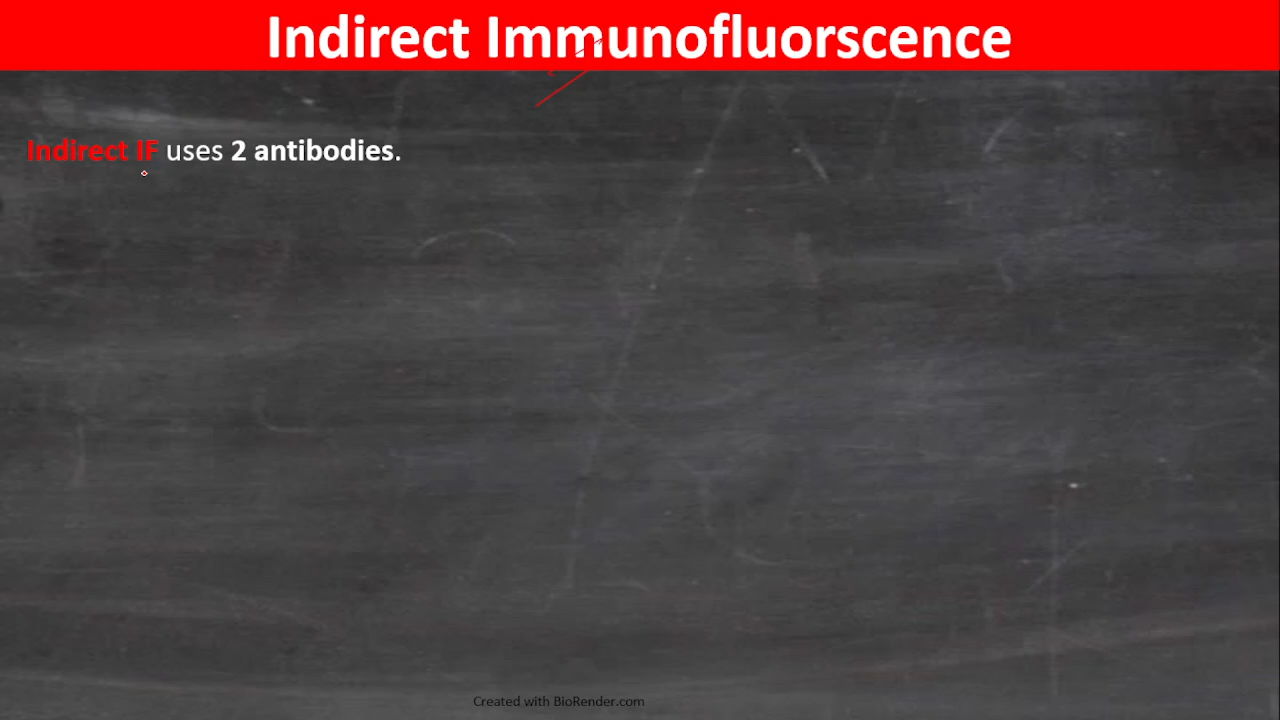 Indirect Immunofluorscence
Indirect IF uses 2 antibodies.
Created with BioRender.com